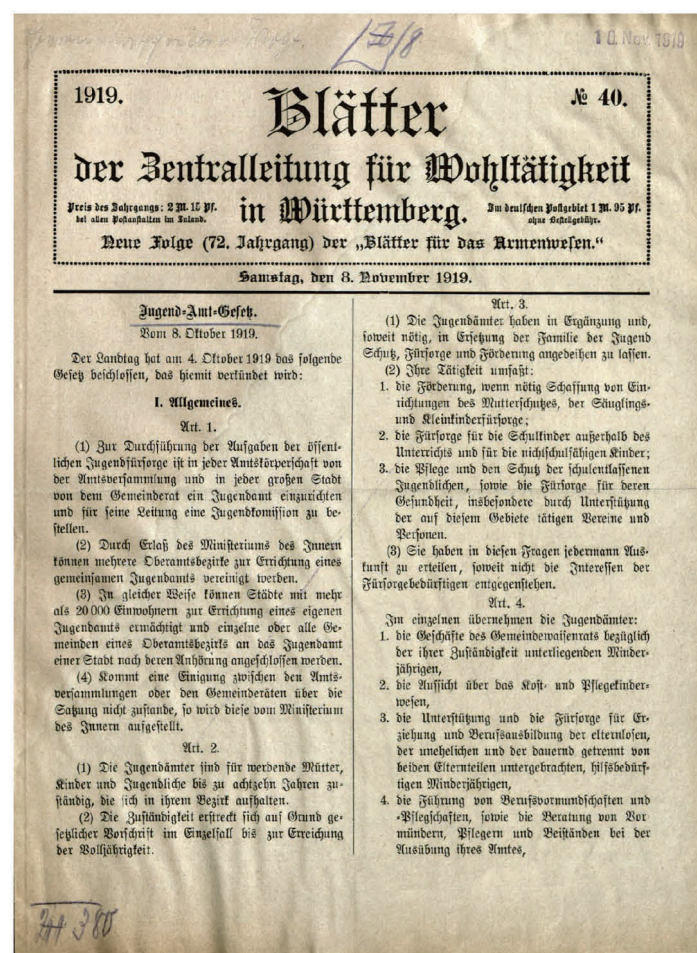 10. Nov. 1919
1919.
№ 40.
Blätter
der Zentralleitung für Wohltätigkeit
in Württemberg.
Preis des Jahrgangs: 2 M. 15 Pf.
bei allen Postanstalten im Inland.
Im deutschen Postgebiet 1 M. 95 Pf.
ohne Bestellgebühr.
Neue Folge (72. Jahrgang) der „Blätter für das Armenwesen.“
Samstag, den 8. November 1919.
Jugend-Amt-Gesetz.
Vom 8. Oktober 1919.
Der Landtag hat am 4. Oktober 1919 das folgende
Gesetz beschlossen, das hiemit verkündet wird:
I. Allgemeines.
Art. 1.
(1) Zur Durchführung der Aufgaben der öffent-
lichen Jugendfürsorge ist in jeder Amtskörperschaft von
der Amtsversammlung und in jeder großen Stadt
von dem Gemeinderat ein Jugendamt einzurichten
und für seine Leitung eine Jugendkomission zu be-
stellen.
(2) Durch Erlaß des Ministeriums des Innern
können mehrere Oberamtsbezirke zur Errichtung eines
gemeinsamen Jugendamts vereinigt werden.
(3) In gleicher Weise können Städte mit mehr
als 20 000 Einwohnern zur Errichtung eines eigenen
Jugendamts ermächtigt und einzelne oder alle Ge-
meinden eines Oberamtsbezirks an das Jugendamt
einer Stadt nach deren Anhörung angeschlossen werden.
(4) Kommt eine Einigung zwischen den Amts-
versammlungen oder den Gemeinderäten über die
Satzung nicht zustande, so wird diese vom Ministerium
des Innern aufgestellt.
Art. 2.
(1) Die Jugendämter sind für werdende Mütter,
Kinder und Jugendliche bis zu achtzehn Jahren zu-
ständig, die sich in ihrem Bezirk aufhalten.
(2) Die Zuständigkeit erstreckt sich auf Grund ge-
setzlicher Vorschrift im Einzelfall bis zur Erreichung
der Volljährigkeit.
Art. 3.
(1) Die Jugendämter haben in Ergänzung und,
soweit nötig, in Ersetzung der Familie der Jugend
Schutz, Fürsorge und Förderung angedeihen zu lassen.
(2) Ihre Tätigkeit umfaßt:
1. die Förderung, wenn nötig Schaffung von Ein-
richtungen des Mutterschutzes, der Säuglings-
und Kleinkinderfürsorge;
2. die Fürsorge für die Schulkinder außerhalb des
Unterrichts und für die nichtschulfähigen Kinder;
3. die Pflege und den Schutz der schulentlassenen
Jugendlichen, sowie die Fürsorge für deren
Gesundheit, insbesondere durch Unterstützung
der auf diesem Gebiete tätigen Vereine und
Personen.
(3) Sie haben in diesen Fragen jedermann Aus-
kunft zu erteilen, soweit nicht die Interessen der
Fürsorgebedürftigen entgegenstehen.
Art. 4.
Im einzelnen übernehmen die Jugendämter:
1. die Geschäfte des Gemeindewaisenrats bezüglich
der ihrer Zuständigkeit unterliegenden Minder-
jährigen,
2. die Aufsicht über das Kost- und Pflegekinder-
wesen,
3. die Unterstützung und die Fürsorge für Er-
ziehung und Berufsausbildung der elternlosen,
der unehelichen und der dauernd getrennt von
beiden Elternteilen untergebrachten, hilfsbedürf-
tigen Minderjährigen,
4. die Führung von Berufsvormundschaften und
-Pflegschaften, sowie die Beratung von Vor
mündern, Pflegern und Beiständen bei der
Ausübung ihres Amtes,
380